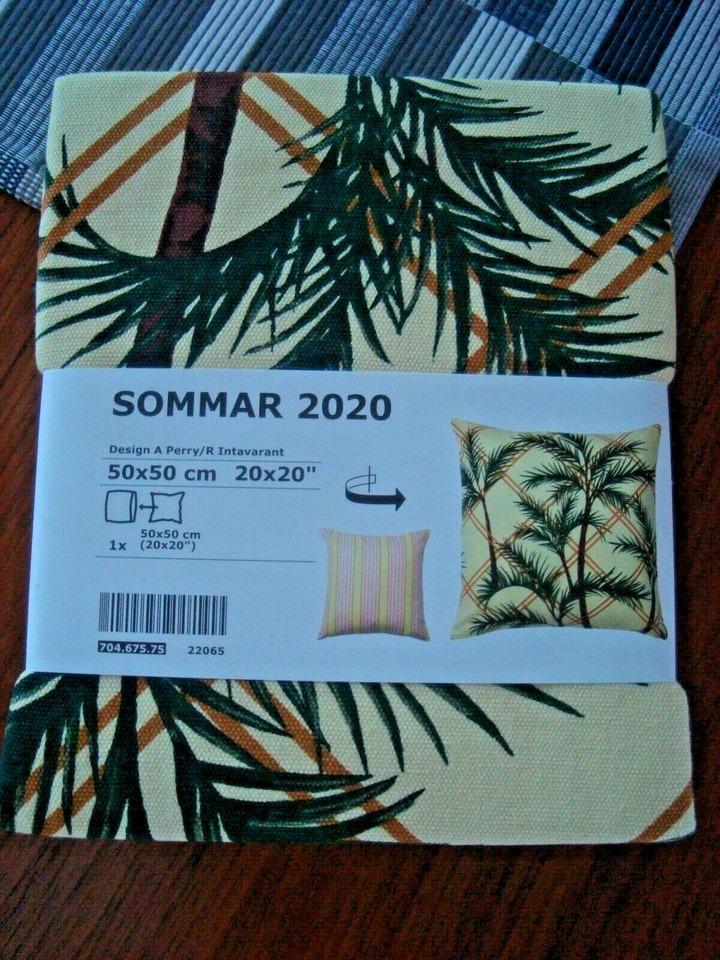 SOMMAR 2020
Design A Perry/R Intavarant
50x50 cm 20x20"
50x50 cm
1x (20x20")
704.675.75 22065